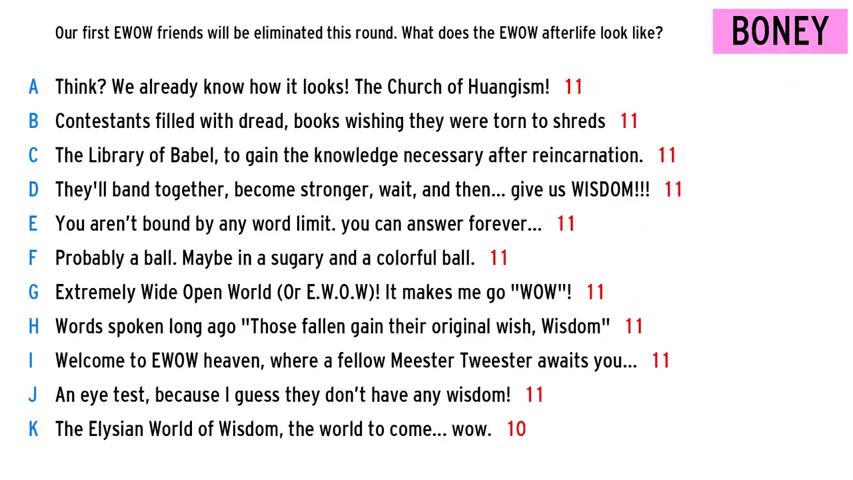 Our first EWOW friends will be eliminated this round. What does the EWOW afterlife look like?
BONEY
A Think? We already know how it looks! The Church of Huangism! 11
B Contestants filled with dread, books wishing they were torn to shreds 11
C The Library of Babel, to gain the knowledge necessary after reincarnation. 11
D They'll band together, become stronger, wait, and then... give us WISDOM!!! 11
E You aren't bound by any word limit. you can answer forever... 11
F Probably a ball. Maybe in a sugary and a colorful ball. 11
G Extremely Wide Open World (Or E.W.O.W)! It makes me go "WOW"! 11
H Words spoken long ago "Those fallen gain their original wish, Wisdom" 11
I Welcome to EWOW heaven, where a fellow Meester Tweester awaits you... 11
J An eye test, because I guess they don't have any wisdom! 11
K The Elysian World of Wisdom, the world to come... wow. 10